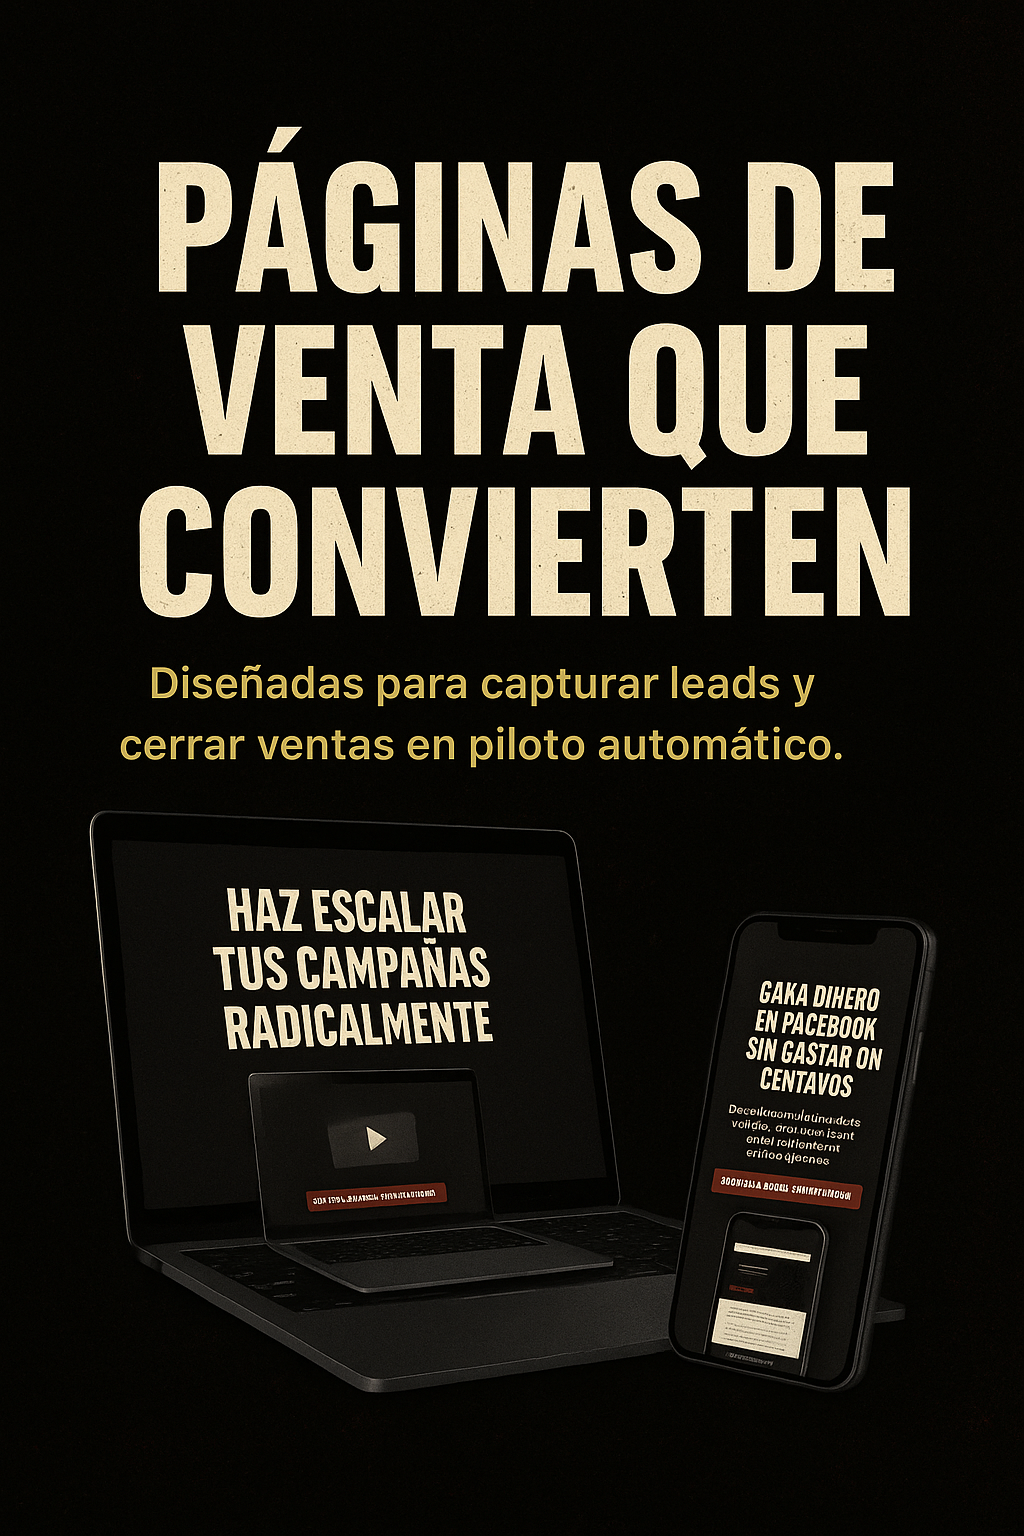 PÁGINAS DE
VENTA QUE
CONVIERTEN
Diseñadas para capturar leads y
cerrar ventas en piloto automático.
HAZ ESCALAR
TUS CAMPAÑAS
RADICALMENTE
GAKA DIHERO
EN PACEBOOK
SIN GASTAR ON
CENTAVOS